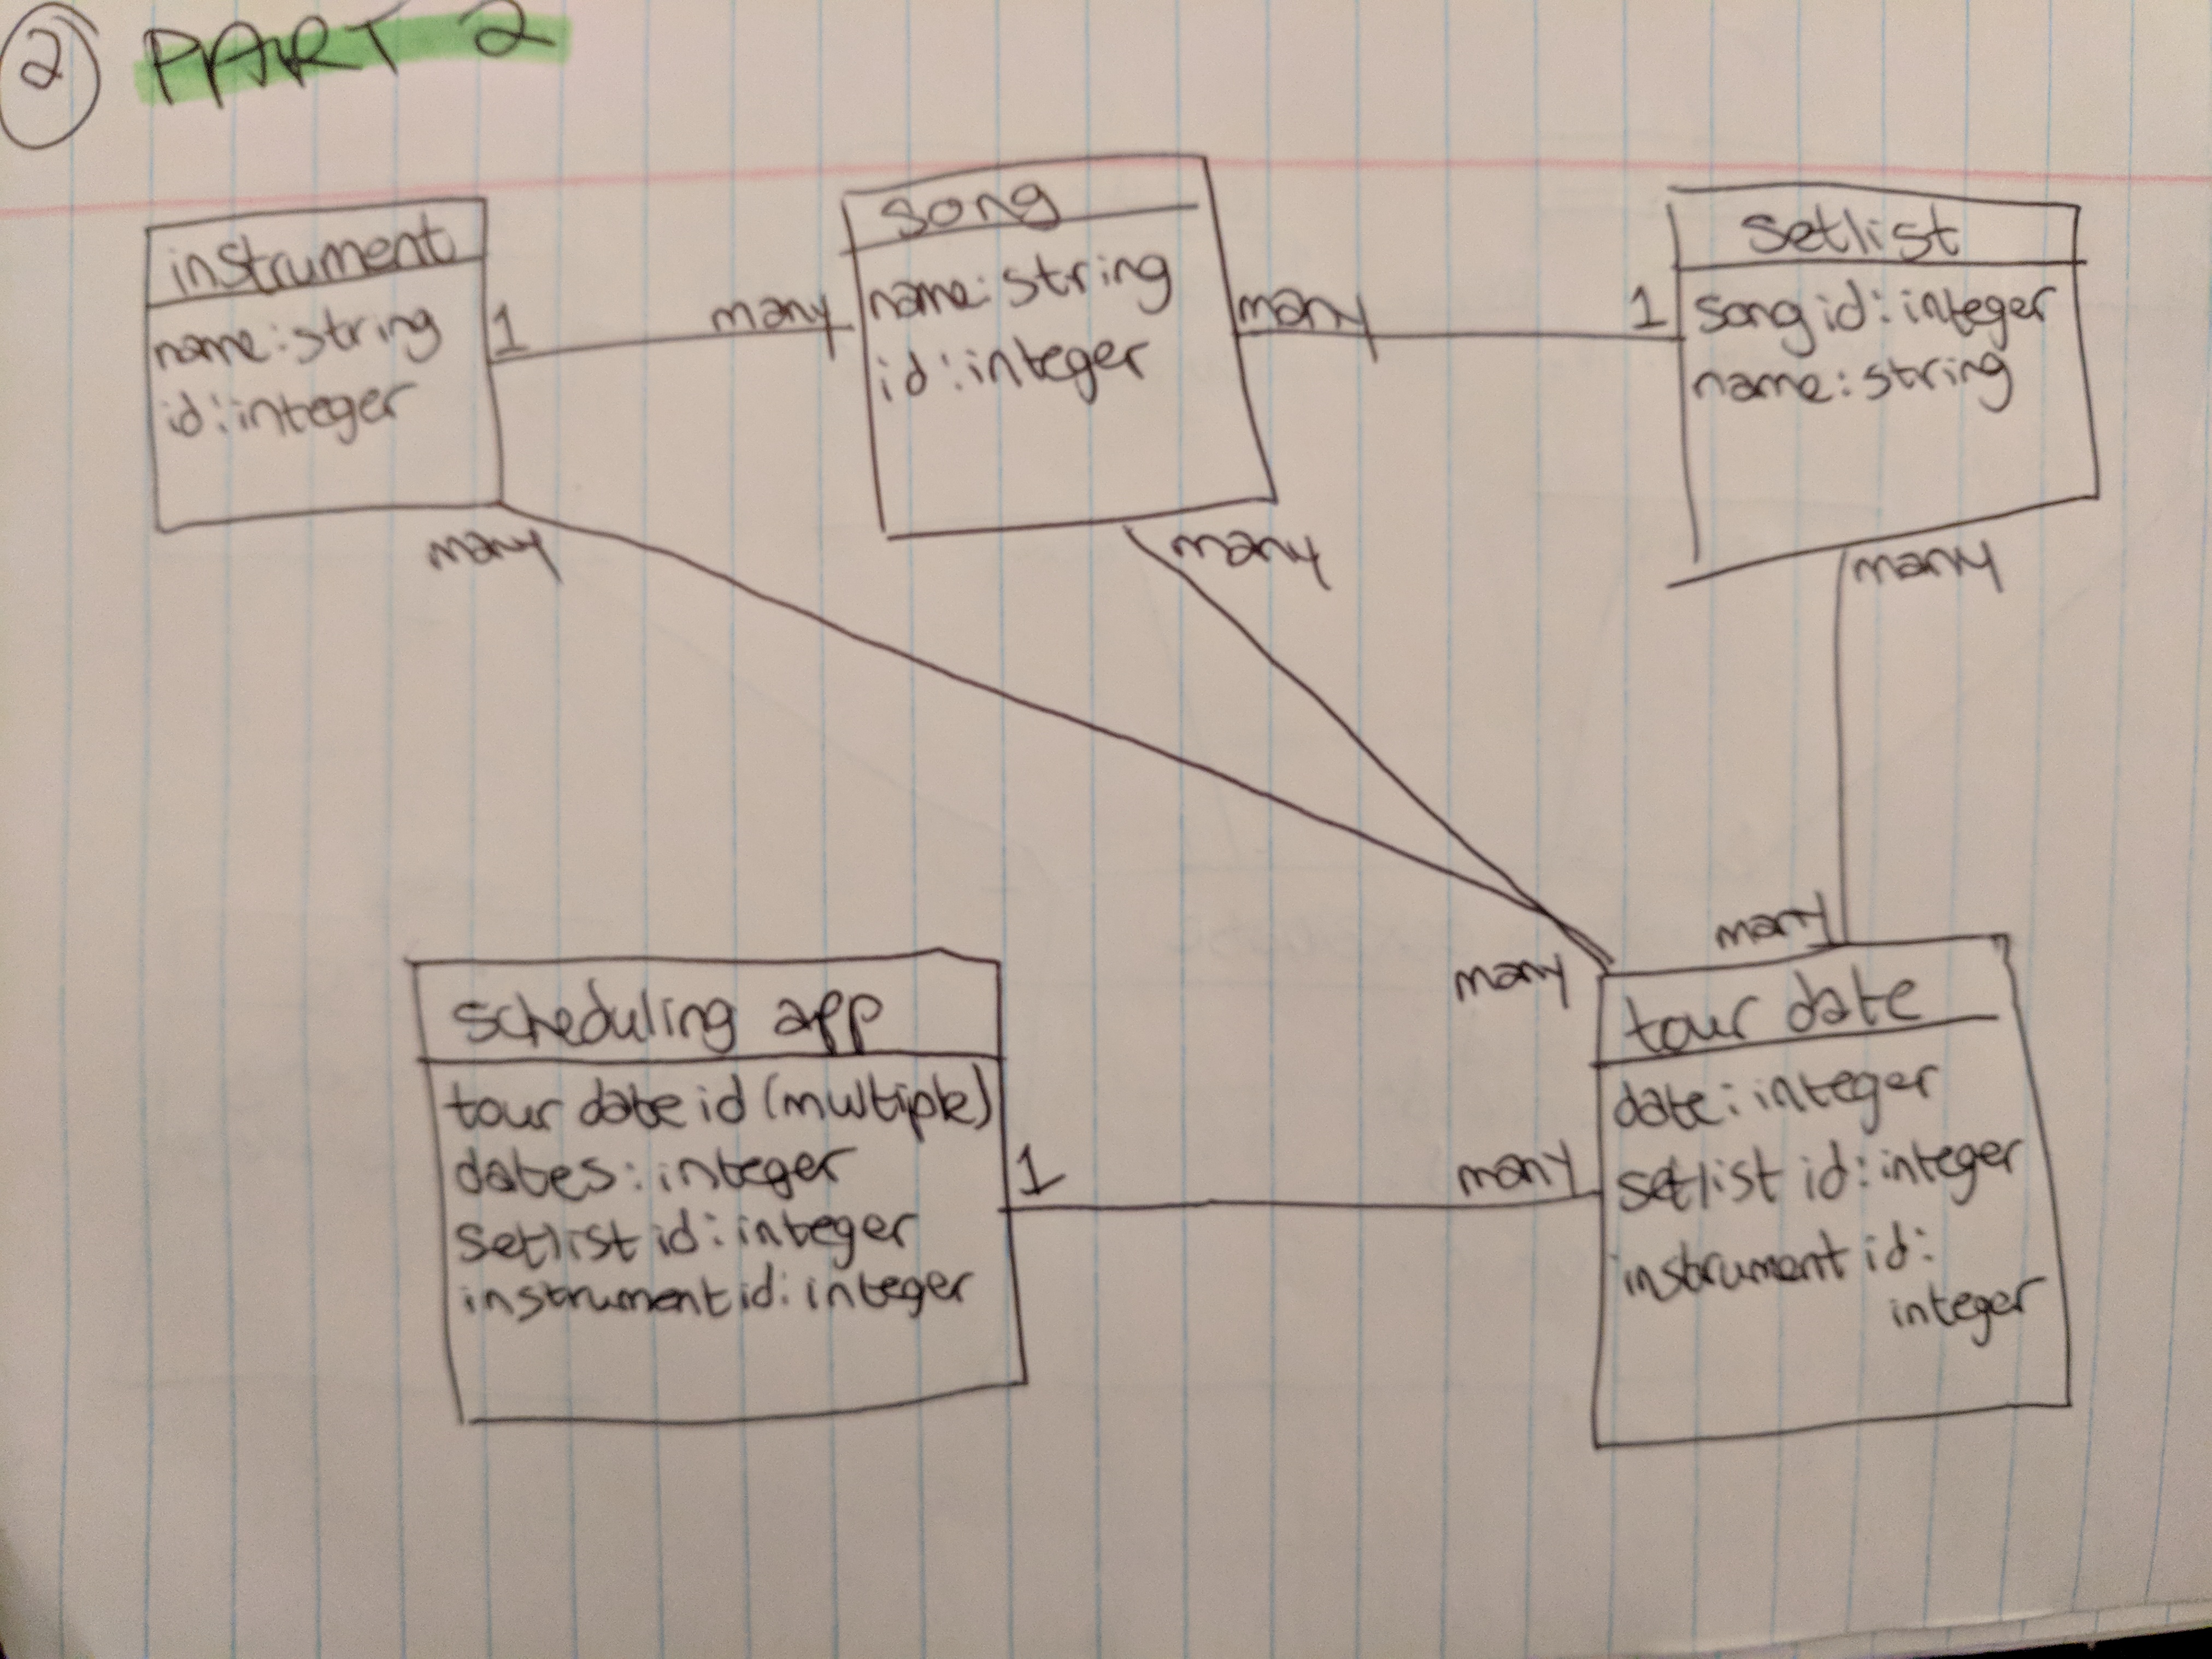 2 PART 2
instrument
name: string
id: integer
1
many
many
song
name: string
id: integer
many
1
many
setlist
song id: integer
name: string
many
many
many
scheduling app
tour date id (multiple)
dates: integer
setlist id: integer
instrument id: integer
1
many
tour date
date: integer
setlist id: integer
instrument id:
integer